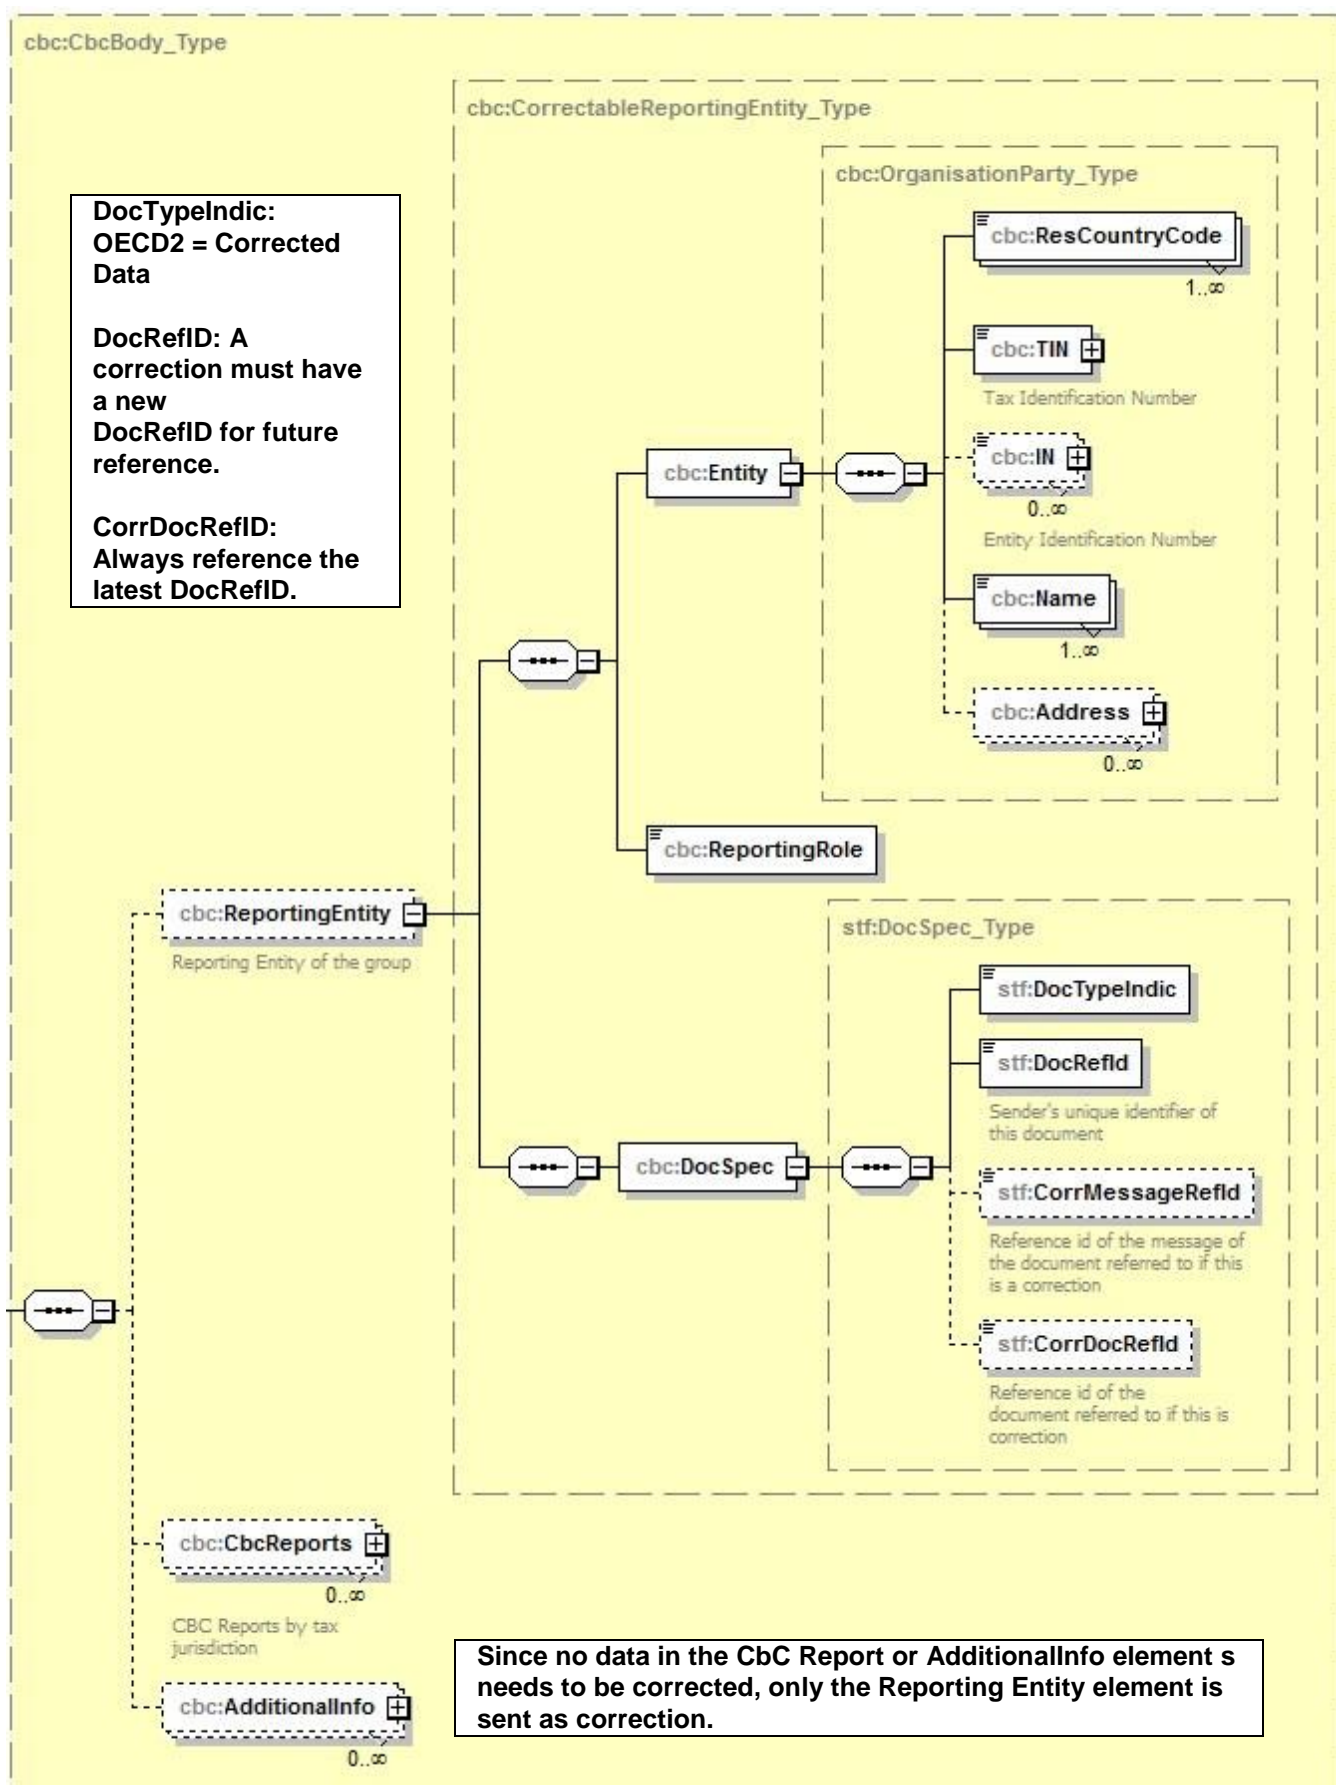 cbc:CbcBody_Type
cbc:CorrectableReportingEntity_Type
cbc:OrganisationParty_Type
DocTypeIndic:
OECD2 = Corrected
Data
DocRefID: A
correction must have
a new
DocRefID for future
reference.
CorrDocRefID:
Always reference the
latest DocRefID.
cbc:ResCountryCode
1..∞
cbc:TIN
Tax Identification Number
cbc:IN
0..∞
Entity Identification Number
cbc:Entity
cbc:Name
1..∞
cbc:Address
0..∞
cbc:ReportingRole
cbc:ReportingEntity
Reporting Entity of the group
stf:DocSpec_Type
stf:DocTypeIndic
stf:DocRefId
Sender's unique identifier of
this document
cbc:DocSpec
stf:CorrMessageRefId
Reference id of the message of
the document referred to if this
is a correction
stf:CorrDocRefId
Reference id of the
document referred to if this is
correction
cbc:CbcReports
0..∞
CBC Reports by tax
jurisdiction
cbc:AdditionalInfo
0..∞
Since no data in the CbC Report or AdditionalInfo element s
needs to be corrected, only the Reporting Entity element is
sent as correction.